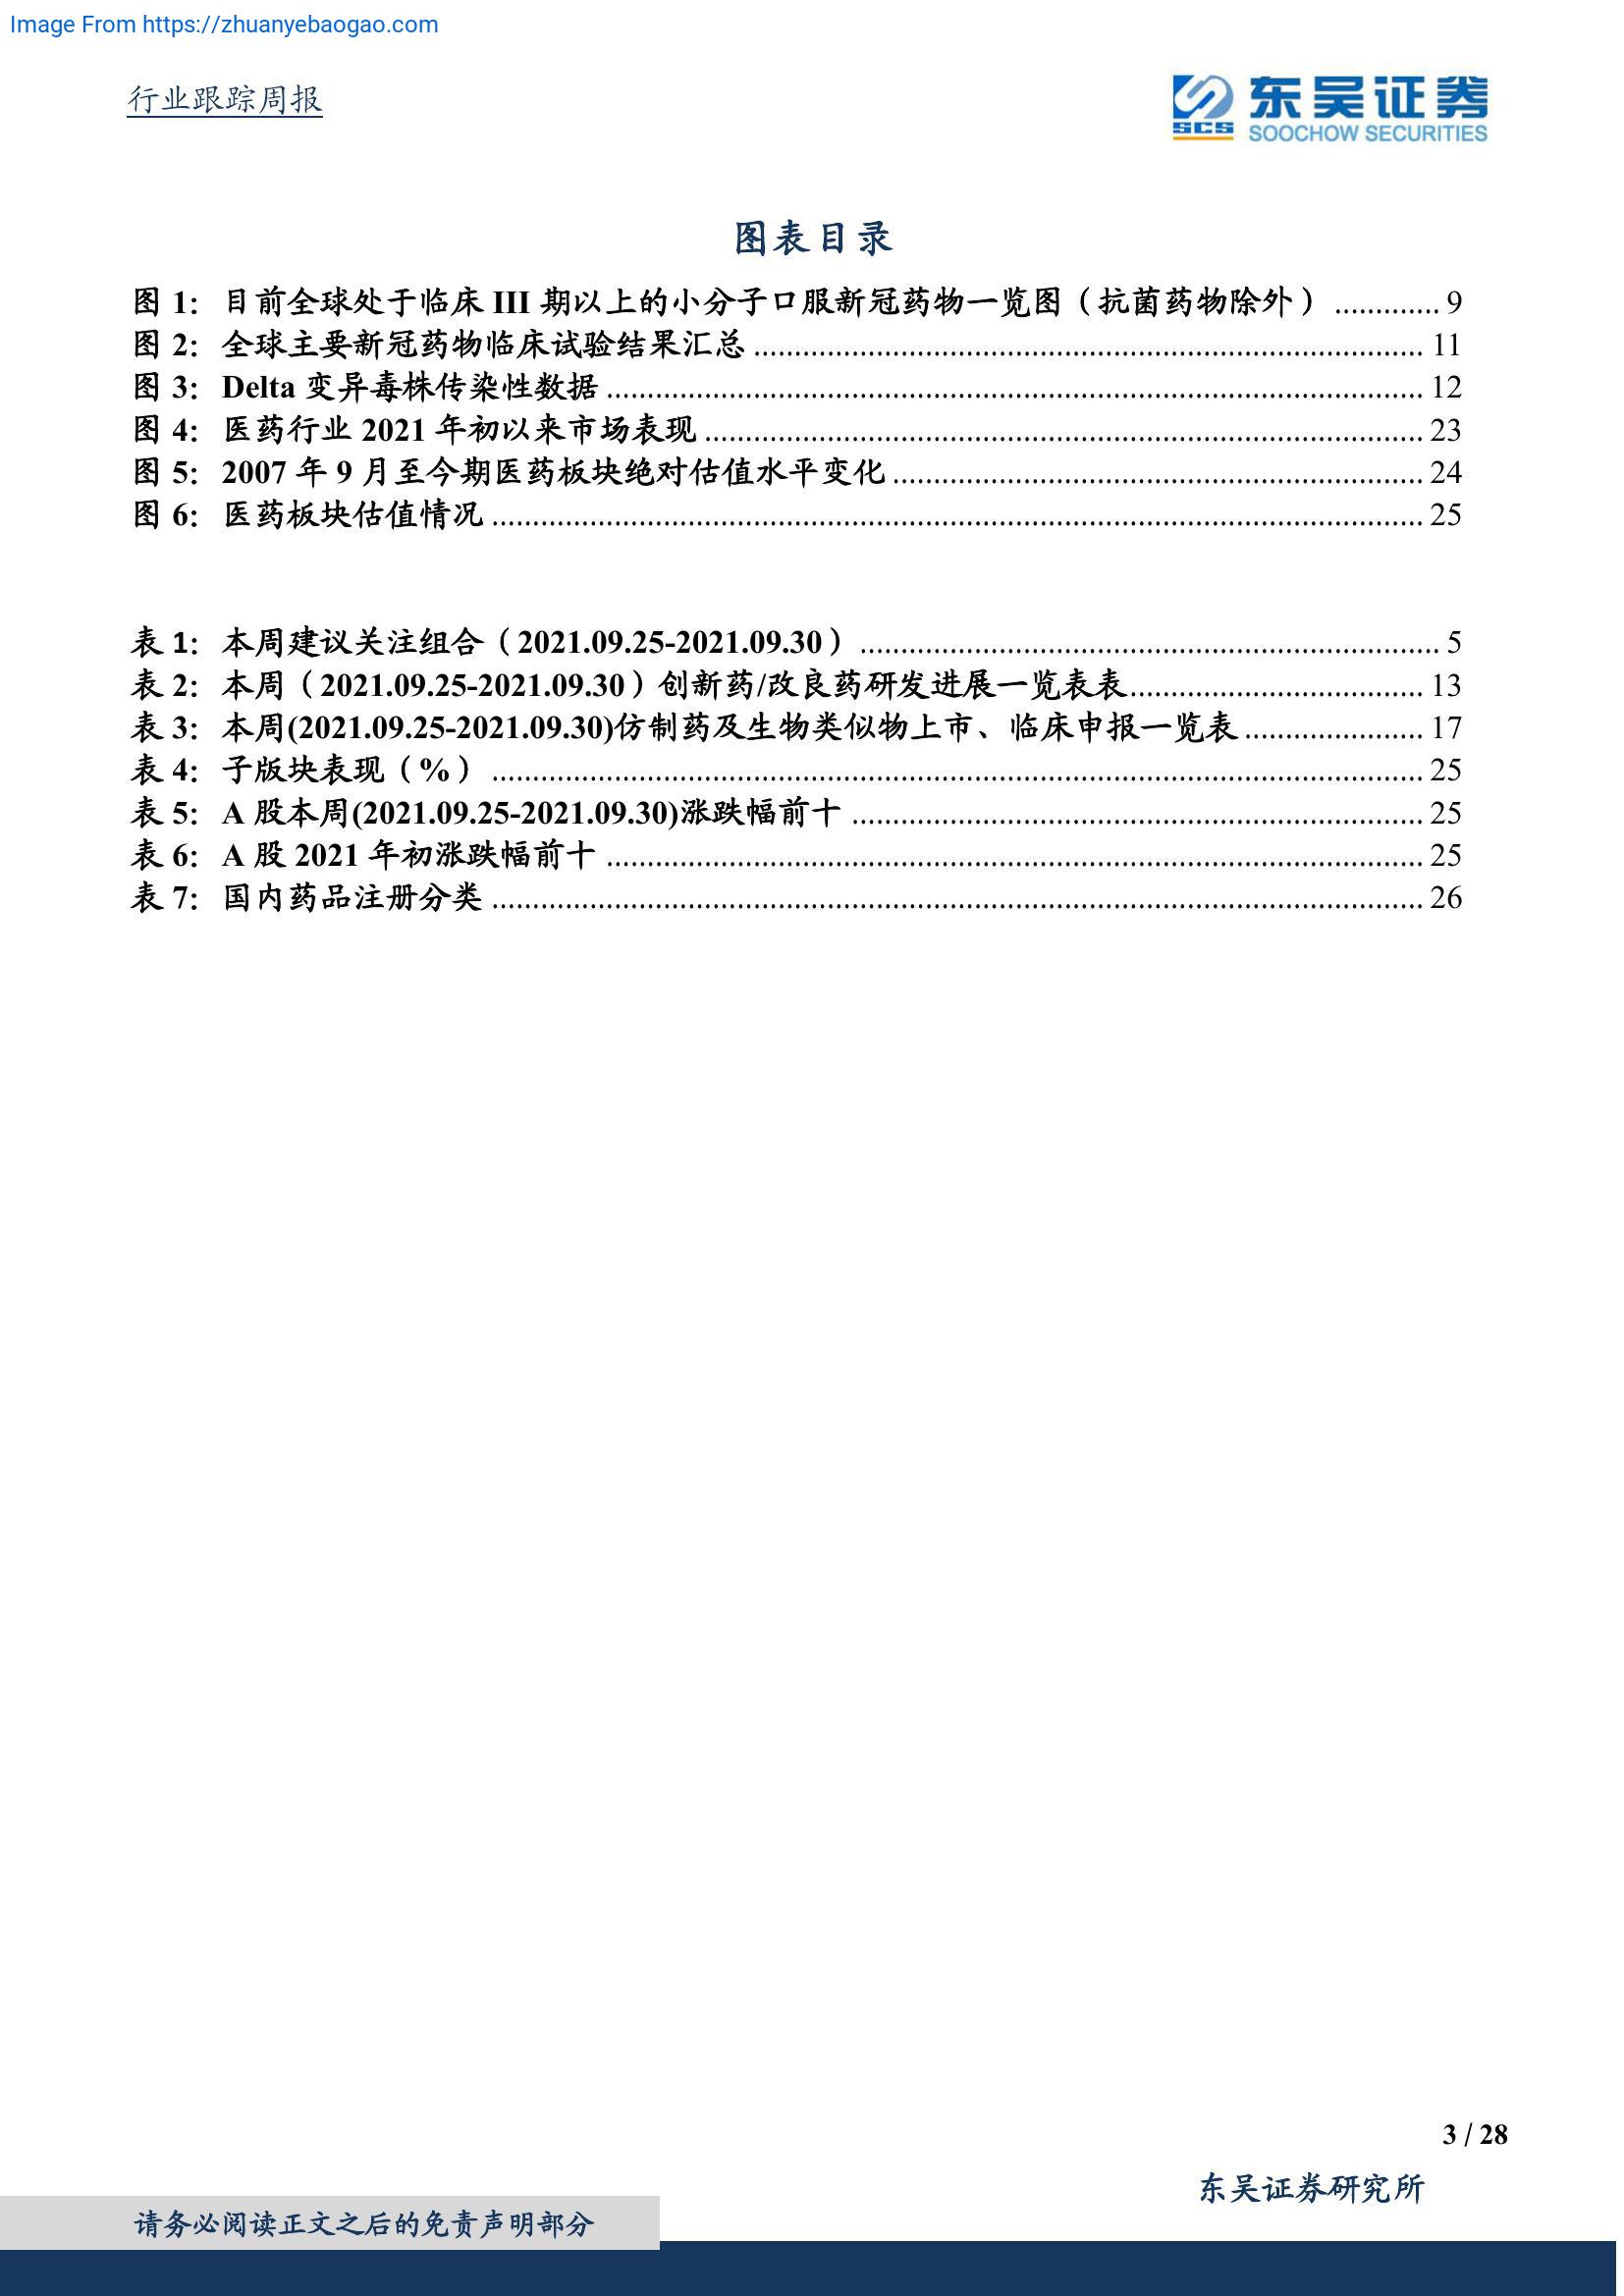 Image From https://zhuanyebaogao.com
行业跟踪周报
SCS 东吴证券
SOOCHOW SECURITIES
图表目录
图 1: 目前全球处于临床 III 期以上的小分子口服新冠药物一览图（抗菌药物除外） ............. 9
图 2: 全球主要新冠药物临床试验结果汇总 .................................................................................. 11
图 3: Delta 变异毒株传染性数据 .................................................................................................... 12
图 4: 医药行业 2021 年初以来市场表现 ........................................................................................ 23
图 5: 2007 年 9 月至今期医药板块绝对估值水平变化 ................................................................. 24
图 6: 医药板块估值情况 .................................................................................................................. 25
表 1: 本周建议关注组合（2021.09.25-2021.09.30） ....................................................................... 5
表 2: 本周（2021.09.25-2021.09.30）创新药/改良药研发进展一览表表.................................... 13
表 3: 本周(2021.09.25-2021.09.30)仿制药及生物类似物上市、临床申报一览表...................... 17
表 4: 子版块表现（%） .................................................................................................................. 25
表 5: A 股本周(2021.09.25-2021.09.30)涨跌幅前十 ...................................................................... 25
表 6: A 股 2021 年初涨跌幅前十 .................................................................................................... 25
表 7: 国内药品注册分类 .................................................................................................................. 26
3 / 28
东吴证券研究所
请务必阅读正文之后的免责声明部分